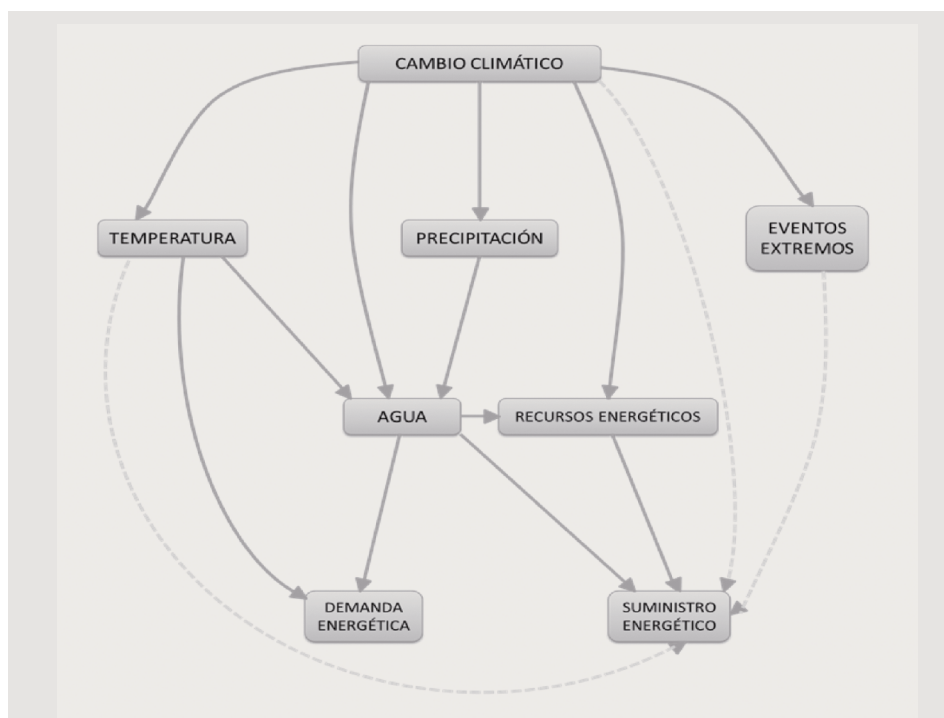 CAMBIO CLIMÁTICO
TEMPERATURA
PRECIPITACIÓN
EVENTOS
EXTREMOS
AGUA
RECURSOS ENERGÉTICOS
DEMANDA
ENERGÉTICA
SUMINISTRO
ENERGÉTICO